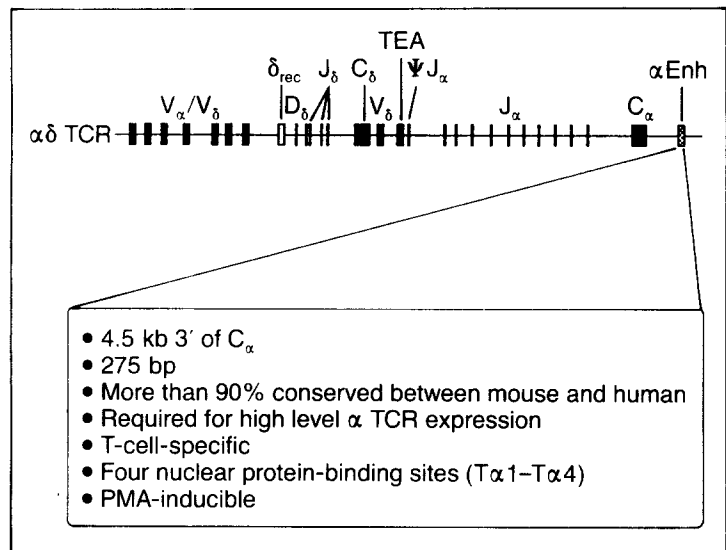 TEA
δrec Jδ Cδ ΨJα αEnh
Vα/Vδ Dδ Vδ Jα Cα
αδ TCR
• 4.5 kb 3′ of Cα
• 275 bp
• More than 90% conserved between mouse and human
• Required for high level α TCR expression
• T-cell-specific
• Four nuclear protein-binding sites (Tα1–Tα4)
• PMA-inducible